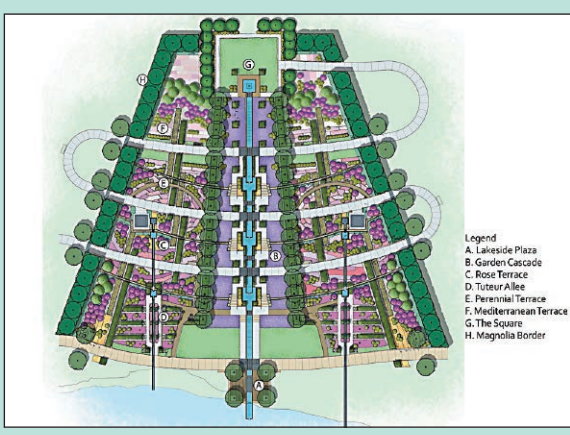 G
H
F
E
C
B
D
A
Legend
A. Lakeside Plaza
B. Garden Cascade
C. Rose Terrace
D. Tuteur Allee
E. Perennial Terrace
F. Mediterranean Terrace
G. The Square
H. Magnolia Border